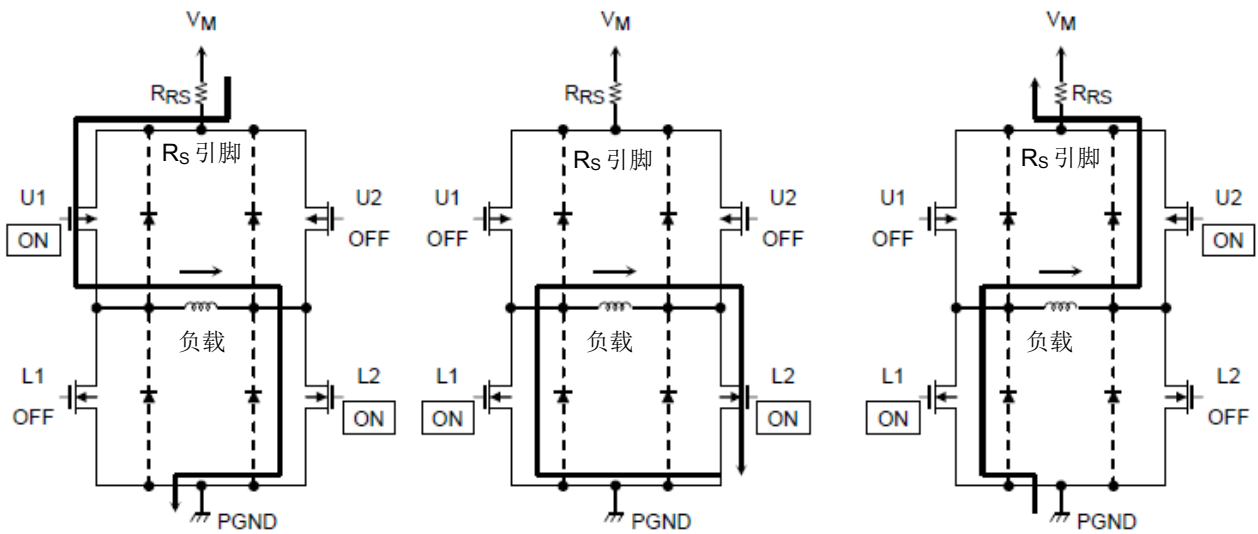 VM
RRS
RS 引脚
U1
ON
U2
OFF
负载
L1
OFF
L2
ON
PGND
VM
RRS
RS 引脚
U1
OFF
U2
OFF
负载
L1
ON
L2
ON
PGND
VM
RRS
RS 引脚
U1
OFF
U2
ON
负载
L1
ON
L2
OFF
PGND